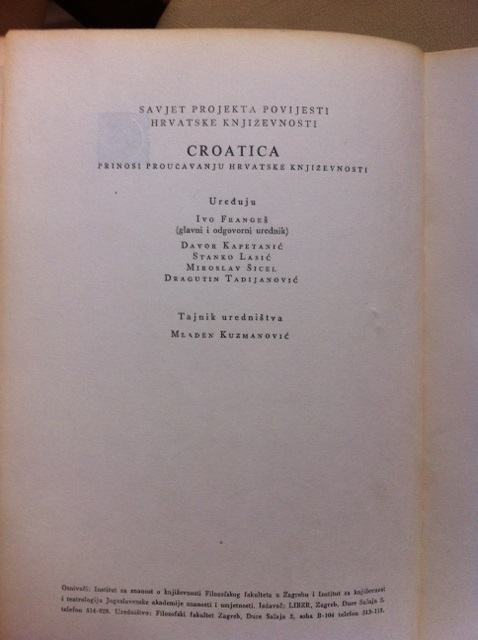 SAVJET PROJEKTA POVIJESTI
HRVATSKE KNJIŽEVNOSTI
CROATICA
PRINOSI PROUČAVANJU HRVATSKE KNJIŽEVNOSTI
Uređuju
IVO FRANGEŠ
(glavni i odgovorni urednik)
DAVOR KAPETANIĆ
STANKO LASIĆ
MIROSLAV ŠICEL
DRAGUTIN TADIJANOVIĆ
Tajnik uredništva
MLADEN KUZMANOVIĆ
Osnivači: Institut za znanost o književnosti Filozofskog fakulteta u Zagrebu i Institut za književnost
i teatrologiju Jugoslavenske akademije znanosti i umjetnosti. Izdavač: LIBER, Zagreb, Đure Salaja 3.
telefon 514-029. Uredništvo: Filozofski fakultet Zagreb, Đure Salaja 3, soba B-104 telefon 513-115.